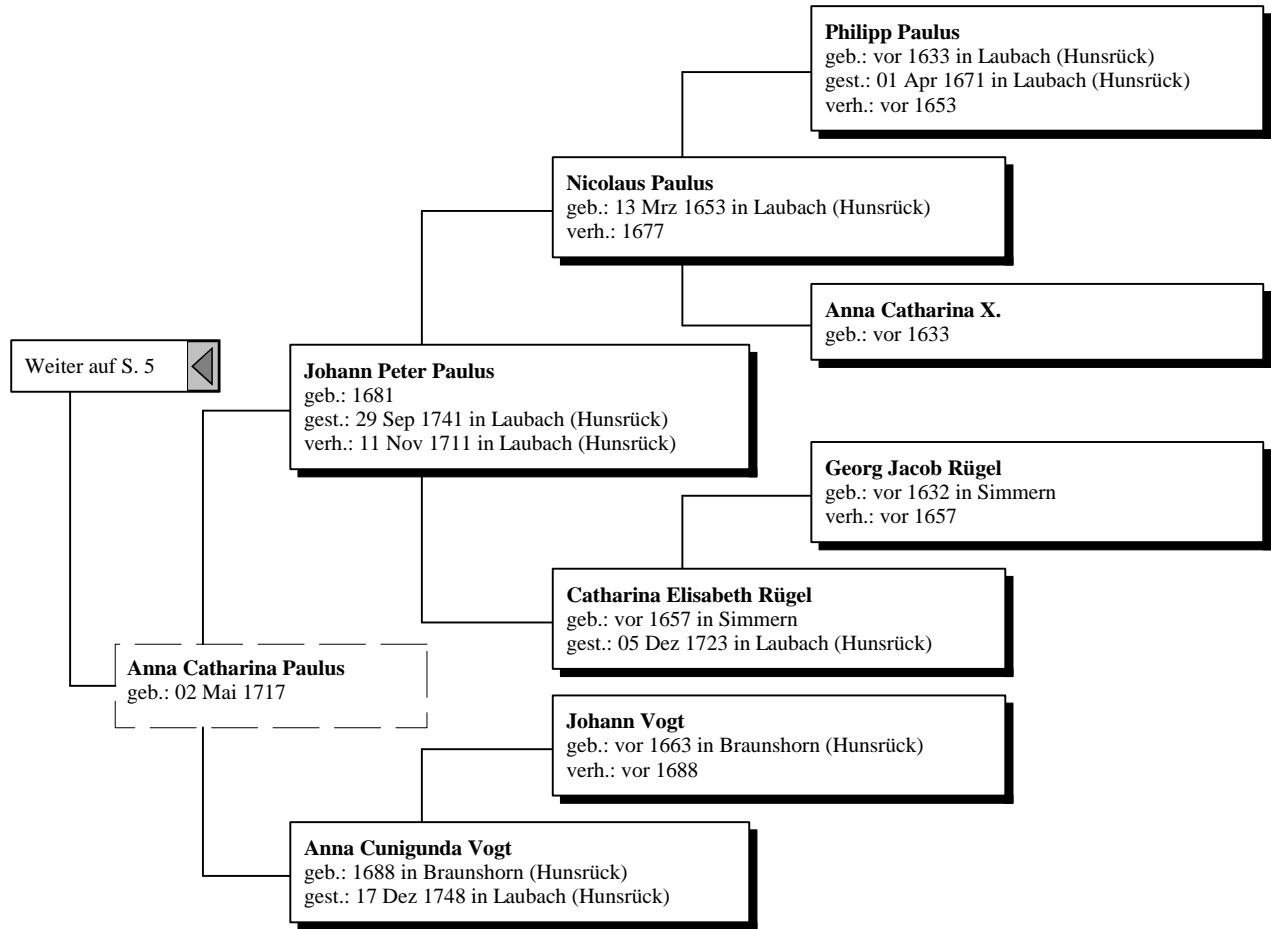 Philipp Paulus
geb.: vor 1633 in Laubach (Hunsrück)
gest.: 01 Apr 1671 in Laubach (Hunsrück)
verh.: vor 1653
Nicolaus Paulus
geb.: 13 Mrz 1653 in Laubach (Hunsrück)
verh.: 1677
Anna Catharina X.
geb.: vor 1633
Weiter auf S. 5
Johann Peter Paulus
geb.: 1681
gest.: 29 Sep 1741 in Laubach (Hunsrück)
verh.: 11 Nov 1711 in Laubach (Hunsrück)
Georg Jacob Rügel
geb.: vor 1632 in Simmern
verh.: vor 1657
Catharina Elisabeth Rügel
geb.: vor 1657 in Simmern
gest.: 05 Dez 1723 in Laubach (Hunsrück)
Anna Catharina Paulus
geb.: 02 Mai 1717
Johann Vogt
geb.: vor 1663 in Braunshorn (Hunsrück)
verh.: vor 1688
Anna Cunigunda Vogt
geb.: 1688 in Braunshorn (Hunsrück)
gest.: 17 Dez 1748 in Laubach (Hunsrück)